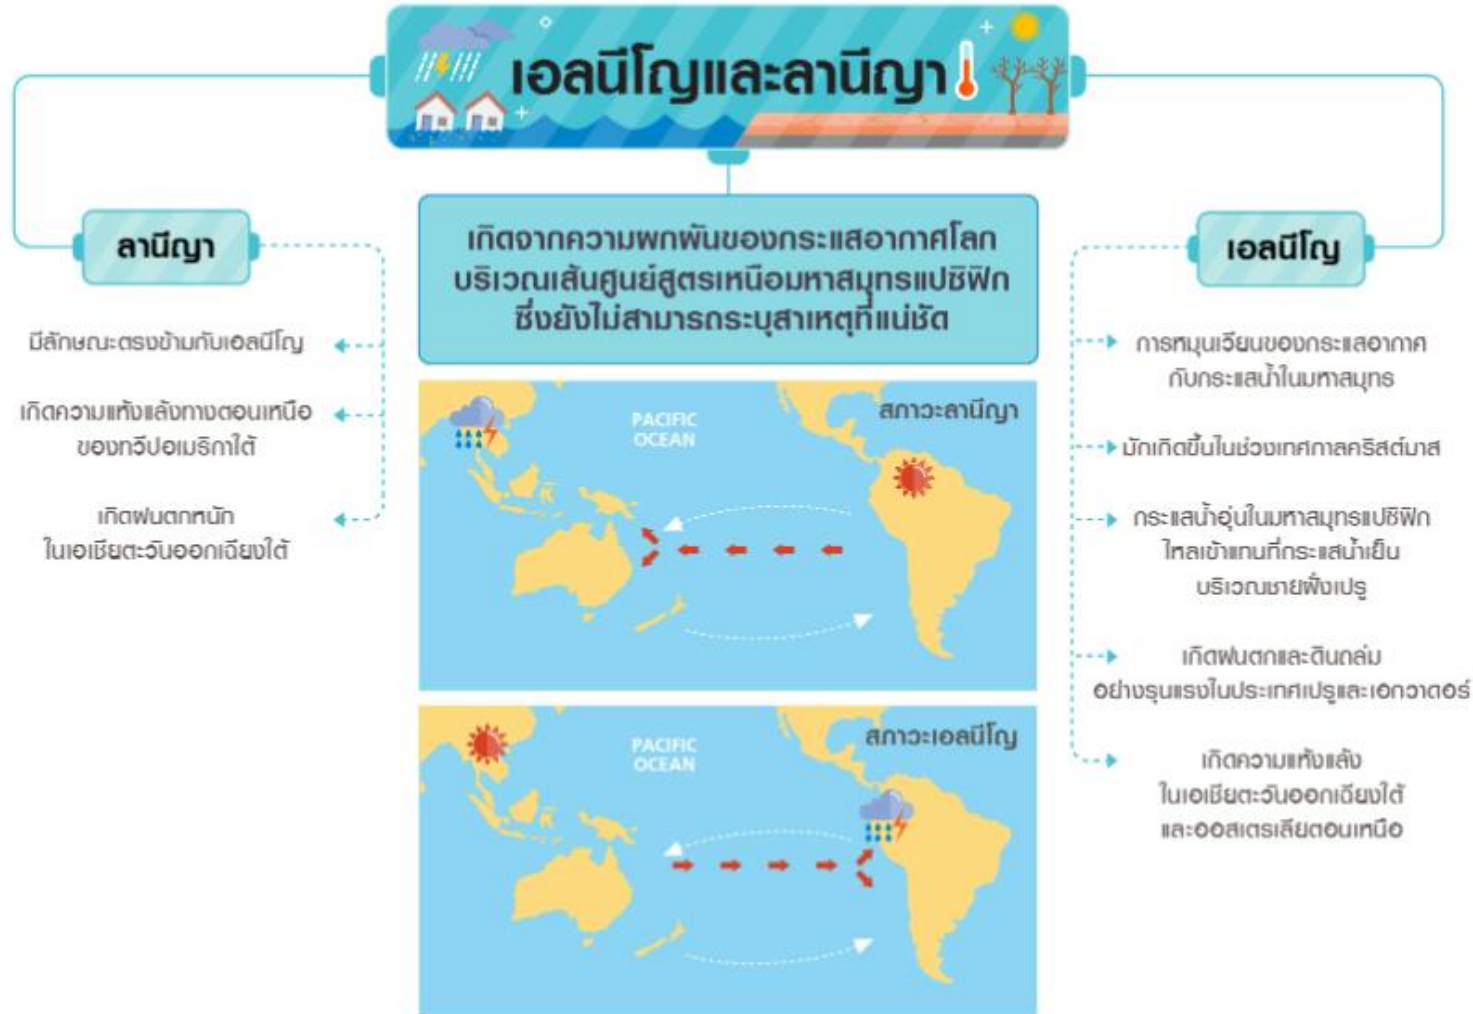 เอลนีโญและลานีญา
ลานีญา
มีลักษณะตรงข้ามกับเอลนีโญ
เกิดความแห้งแล้งทางตอนเหนือ
ของทวีปอเมริกาใต้
เกิดฝนตกหนัก
ในเอเชียตะวันออกเฉียงใต้
เกิดจากความพกพันของกระแสอากาศโลก
บริเวณเส้นศูนย์สูตรเหนือมหาสมุทรแปซิฟิก
ซึ่งยังไม่สามารถระบุสาเหตุที่แน่ชัด
PACIFIC
OCEAN
สภาวะลานีญา
PACIFIC
OCEAN
สภาวะเอลนีโญ
เอลนีโญ
การหมุนเวียนของกระแสอากาศ
กับกระแสน้ำในมหาสมุทร
มักเกิดขึ้นในช่วงเทศกาลคริสต์มาส
กระแสน้ำอุ่นในมหาสมุทรแปซิฟิก
ไหลเข้าแทนที่กระแสน้ำเย็น
บริเวณชายฝั่งเปรู
เกิดฝนตกและดินถล่ม
อย่างรุนแรงในประเทศเปรูและเอกวาดอร์
เกิดความแห้งแล้ง
ในเอเชียตะวันออกเฉียงใต้
และออสเตรเลียตอนเหนือ